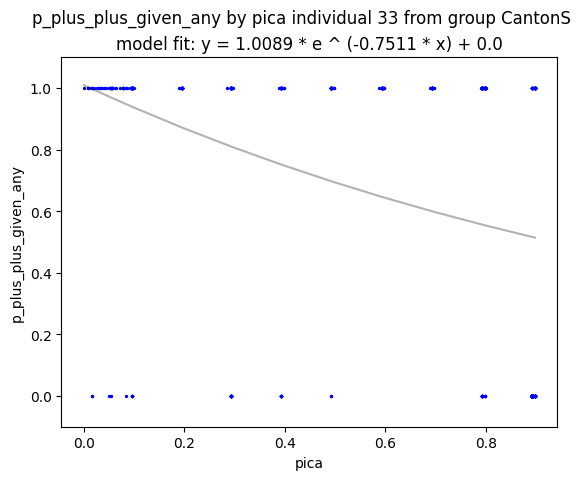 p_plus_plus_given_any by pica individual 33 from group CantonS
model fit: y = 1.0089 * e ^ (-0.7511 * x) + 0.0
p_plus_plus_given_any
1.0
0.8
0.6
0.4
0.2
0.0
0.0 0.2 0.4 0.6 0.8
pica